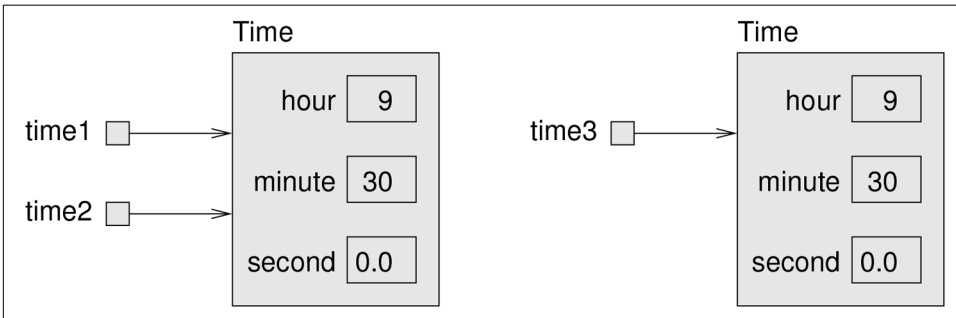 Time
hour 9
time1
minute 30
time2
second 0.0
Time
hour 9
time3
minute 30
second 0.0